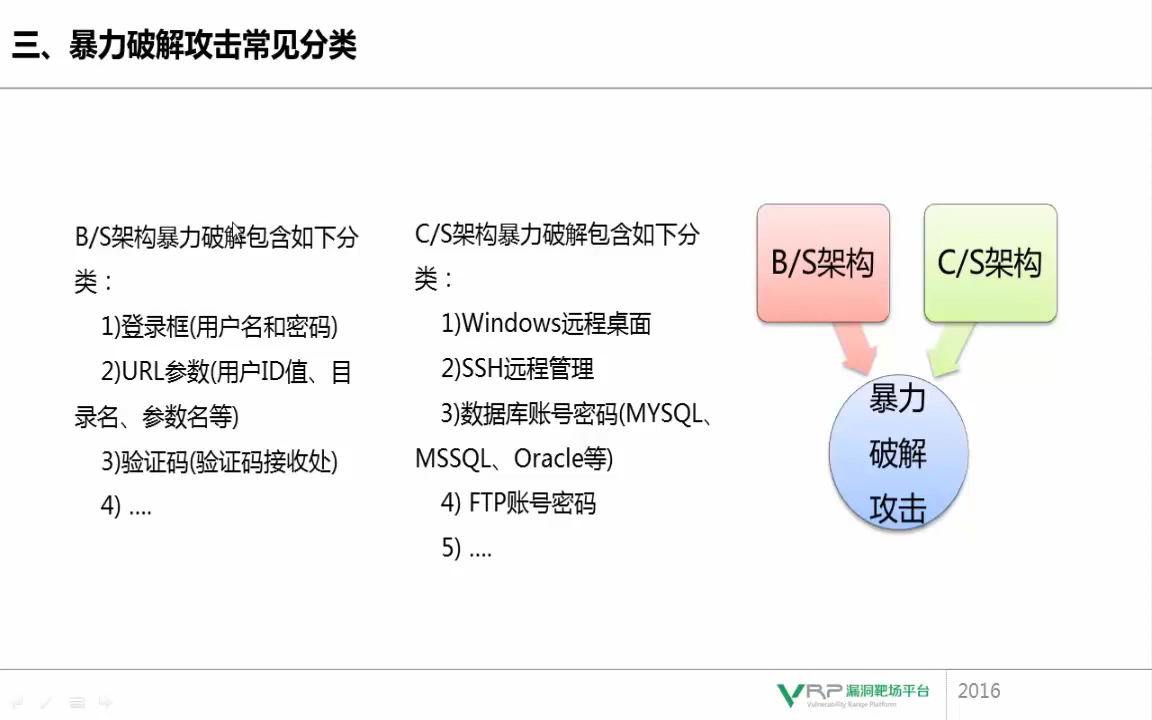 三、暴力破解攻击常见分类
B/S架构暴力破解包含如下分
类：
1)登录框(用户名和密码)
2)URL参数(用户ID值、目
录名、参数名等)
3)验证码(验证码接收处)
4) ....
C/S架构暴力破解包含如下分
类：
1)Windows远程桌面
2)SSH远程管理
3)数据库账号密码(MYSQL、
MSSQL、Oracle等)
4) FTP账号密码
5) ....
B/S架构
C/S架构
暴力
破解
攻击
VRP 漏洞靶场平台
Vulnerability Range Platform
2016